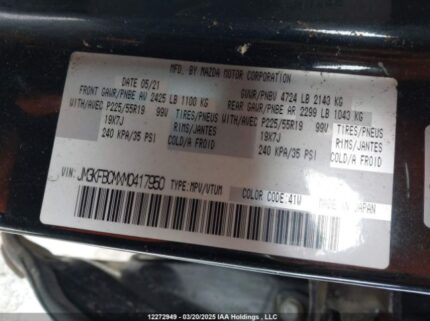 MFD. BY MAZDA MOTOR CORPORATION
DATE 05/21
GVWR/PNBV 4724 LB 2143 KG
FRONT GAWR/PNBE AV 2425 LB 1100 KG
REAR GAWR/PNBE AR 2299 LB 1043 KG
WITH/AVEC P225/55R19 99V TIRES/PNEUS
19X7J RIMS/JANTES
240 KPA/35 PSI COLD/A FROID
WITH/AVEC P225/55R19 99V TIRES/PNEUS
19X7J RIMS/JANTES
240 KPA/35 PSI COLD/A FROID
VIN: TYPE:MPV/VTUM
COLOR CODE:41W
MADE IN JAPAN
12272949 — 03/20/2025 IAA Holdings , LLC